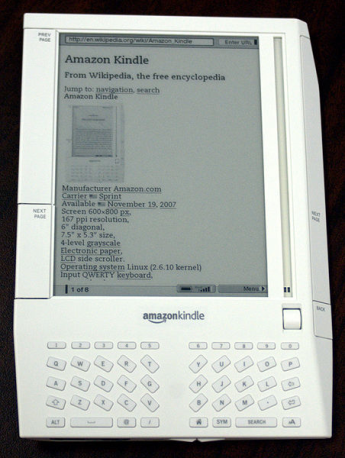 PREV PAGE
http://en.wikipedia.org/wiki/Amazon_Kindle Enter URL
Amazon Kindle
From Wikipedia, the free encyclopedia
Jump to: navigation, search
Amazon Kindle
Manufacturer Amazon.com
Carrier Sprint
Available November 19, 2007
Screen 600×800 px,
167 ppi resolution,
6" diagonal,
7.5" x 5.3" size,
4-level grayscale
Electronic paper,
LCD side scroller.
Operating system Linux (2.6.10 kernel)
Input QWERTY keyboard.
1 of 6 Menu
NEXT PAGE
NEXT PAGE
BACK
amazonkindle
1 2 3 4 5 6 7 8 9 0
Q W E R T Y U I O P
A S D F G H J K L
Z X C V B N M .
ALT @ / SYM SEARCH AA